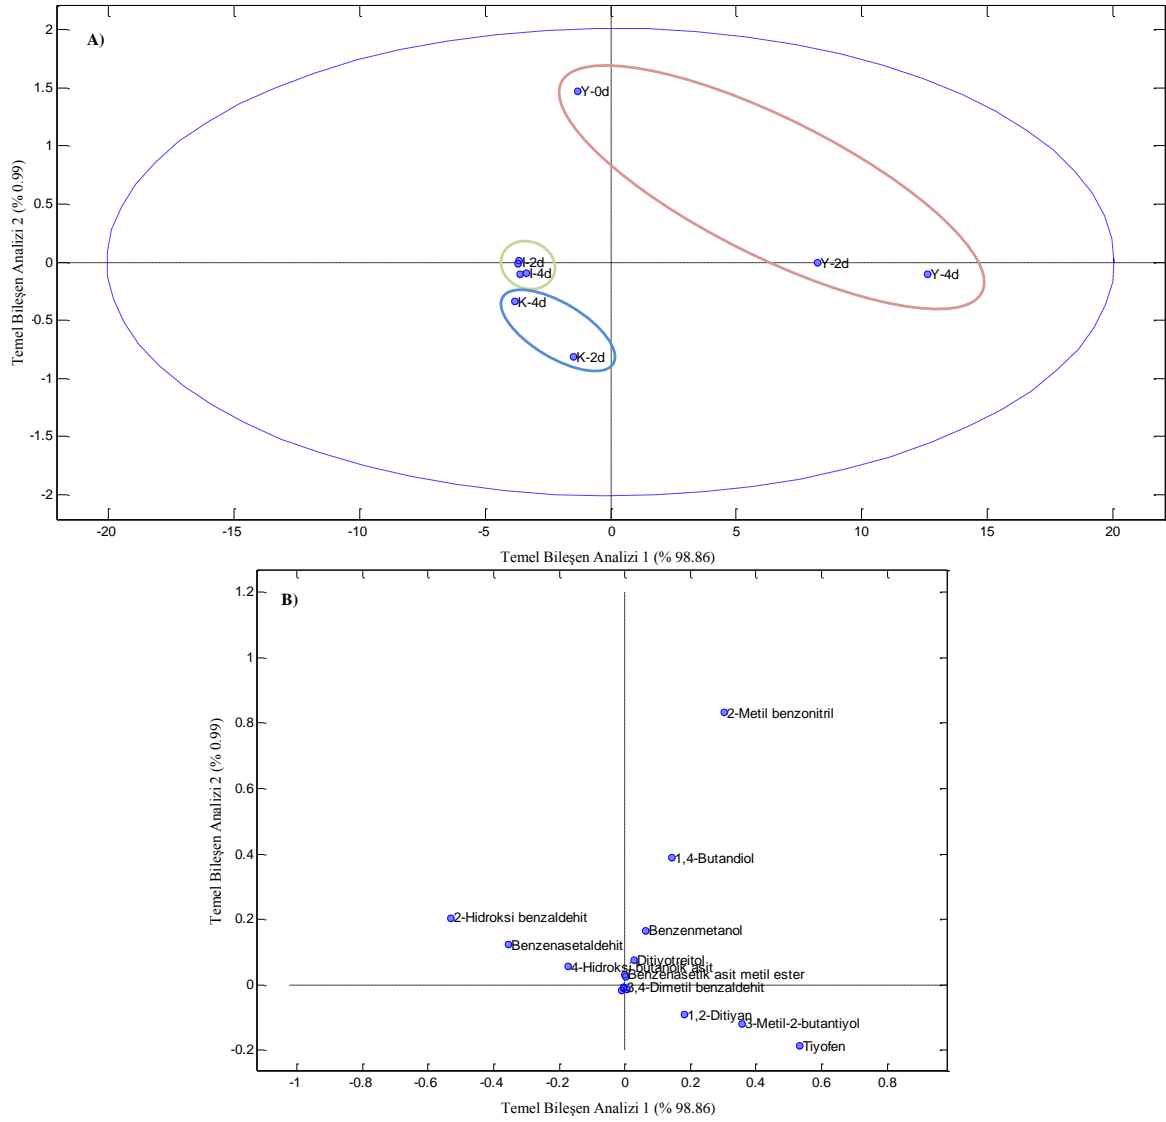 A)
2
1.5
1
0.5
0
-0.5
-1
-1.5
-2
Temel Bileşen Analizi 2 (% 0.99)
Y-0d
I-2d
I-4d
K-4d
K-2d
Y-2d
Y-4d
-20 -15 -10 -5 0 5 10 15 20
Temel Bileşen Analizi 1 (% 98.86)
B)
1.2
1
0.8
0.6
0.4
0.2
0
-0.2
Temel Bileşen Analizi 2 (% 0.99)
2-Metil benzonitril
1,4-Butandiol
2-Hidroksi benzaldehit
Benzenmetanol
Benzenasetaldehit
Ditiyotreitol
4-Hidroksi butanoik asit
Benzenasetik asit metil ester
3,4-Dimetil benzaldehit
1,2-Ditiyan
3-Metil-2-butantiyol
Tiyofen
-1 -0.8 -0.6 -0.4 -0.2 0 0.2 0.4 0.6 0.8
Temel Bileşen Analizi 1 (% 98.86)